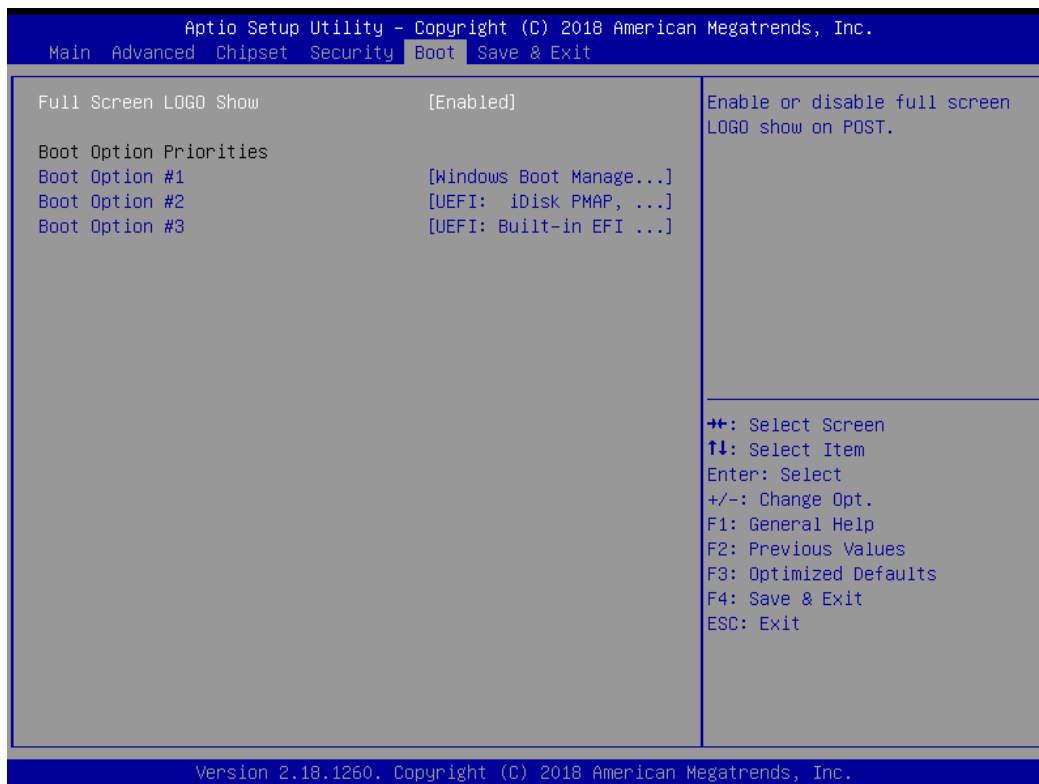 Aptio Setup Utility – Copyright (C) 2018 American Megatrends, Inc.
Main Advanced Chipset Security Boot Save & Exit
Full Screen LOGO Show [Enabled]
Boot Option Priorities
Boot Option #1 [Windows Boot Manage...]
Boot Option #2 [UEFI: iDisk PMAP, ...]
Boot Option #3 [UEFI: Built-in EFI ...]
Enable or disable full screen
LOGO show on POST.
→←: Select Screen
↑↓: Select Item
Enter: Select
+/-: Change Opt.
F1: General Help
F2: Previous Values
F3: Optimized Defaults
F4: Save & Exit
ESC: Exit
Version 2.18.1260. Copyright (C) 2018 American Megatrends, Inc.